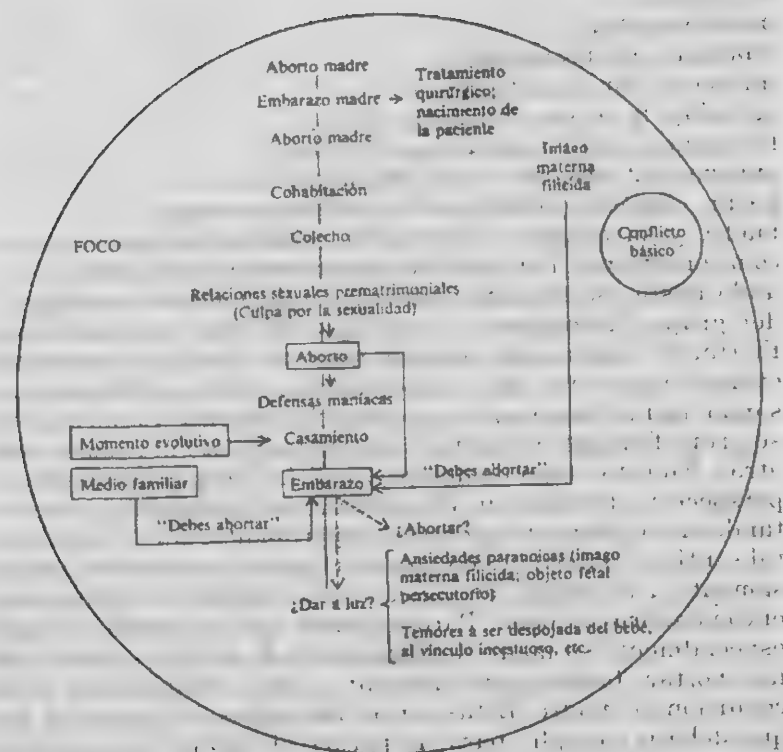 Aborto madre
Embarazo madre → Tratamiento
quirúrgico;
nacimiento de
la paciente
Aborto madre
Imago
materna
filicida
Cohabitación
Conflicto
básico
Colecho
FOCO
Relaciones sexuales prematrimoniales
(Culpa por la sexualidad)
Aborto
Defensas maníacas
Momento evolutivo
Casamiento
Medio familiar
Embarazo
"Debes abortar"
"Debes abortar"
¿Abortar?
Ansiedades paranoicas (imago
materna filicida; objeto fetal
persecutorio)
¿Dar a luz?
Temores a ser despojada del bebé,
al vínculo incestuoso, etc.